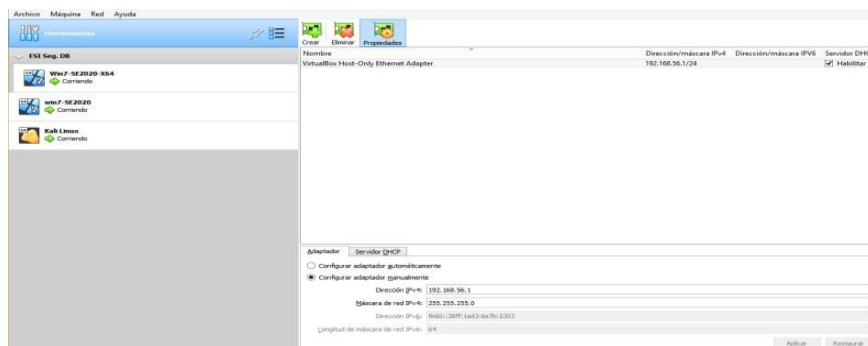 Archivo Máquina Red Ayuda
Herramientas
ESI Seg. DB
Win7-SE2020-X64
Corriendo
win7-SE2020
Corriendo
Kali Linux
Corriendo
Crear Eliminar Propiedades
Nombre Dirección/máscara IPv4 Dirección/máscara IPV6 Servidor DHC
VirtualBox Host-Only Ethernet Adapter 192.168.56.1/24 Habilitar
Adaptador Servidor DHCP
Configurar adaptador automáticamente
Configurar adaptador manualmente
Dirección IPv4: 192.168.56.1
Máscara de red IPv4: 255.255.255.0
Dirección IPv6:
Longitud de máscara de red IPv6: 64
Aplicar Restaurar